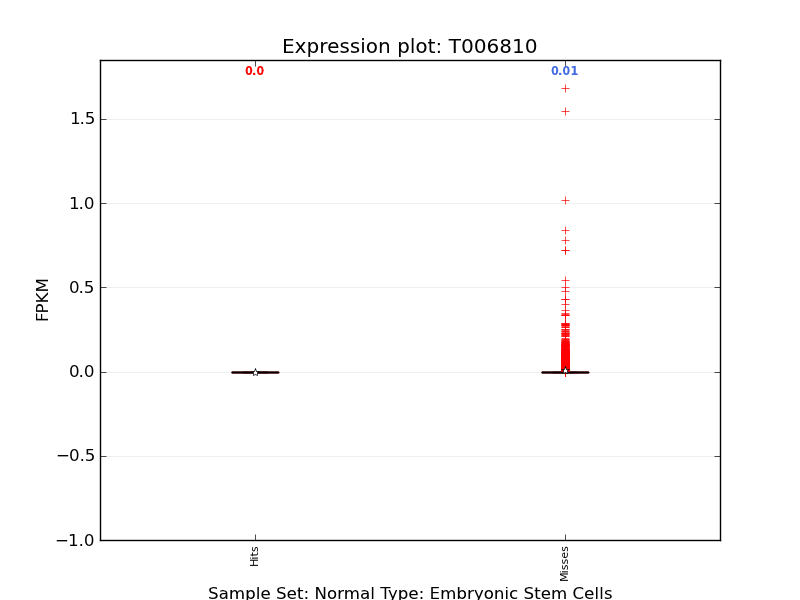 Expression plot: T006810
0.0
0.01
1.5
1.0
0.5
0.0
−0.5
−1.0
FPKM
Hits
Misses
Sample Set: Normal Type: Embryonic Stem Cells